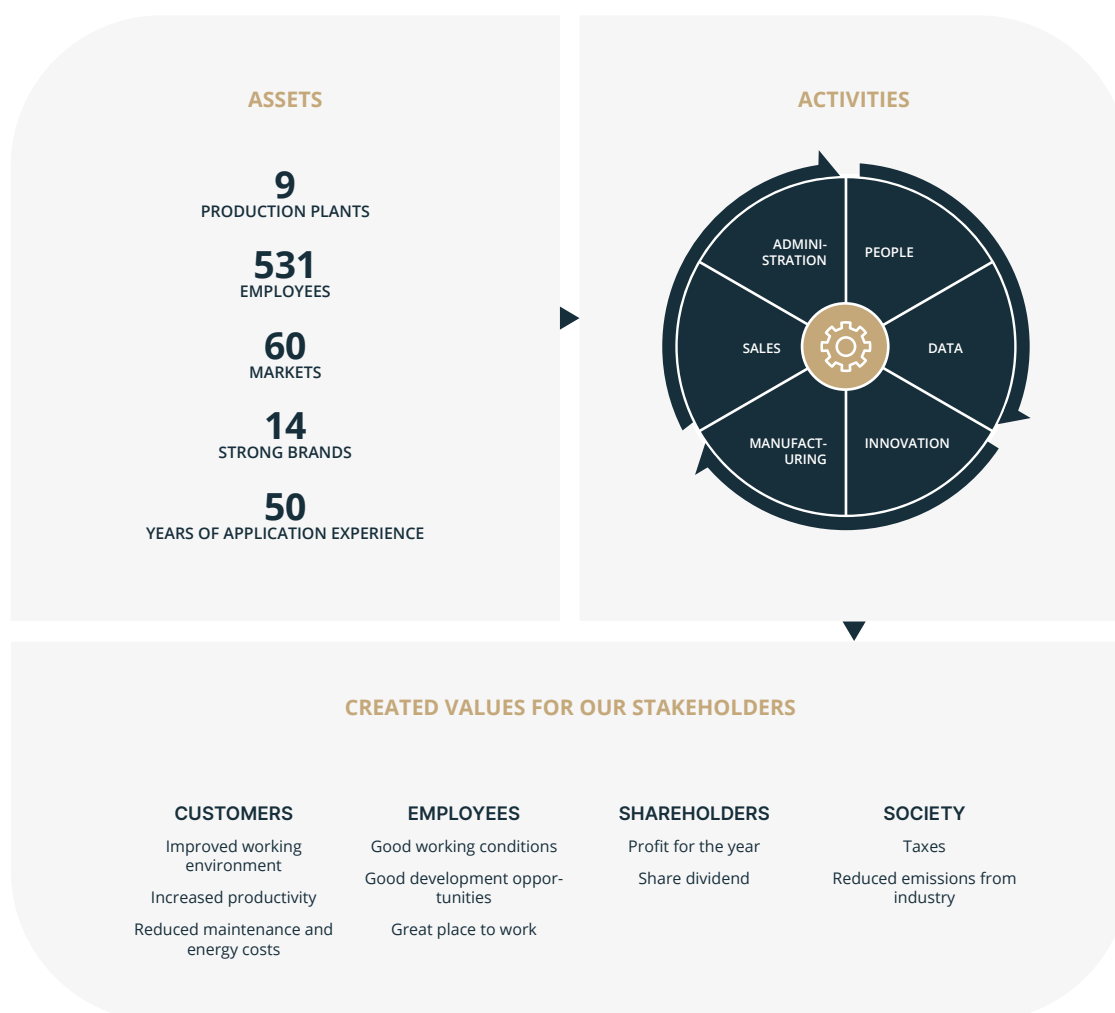 ASSETS
9
PRODUCTION PLANTS
531
EMPLOYEES
60
MARKETS
14
STRONG BRANDS
50
YEARS OF APPLICATION EXPERIENCE
ACTIVITIES
ADMINI-
STRATION
PEOPLE
SALES
DATA
MANUFACT-
URING
INNOVATION
CREATED VALUES FOR OUR STAKEHOLDERS
CUSTOMERS
Improved working
environment
Increased productivity
Reduced maintenance and
energy costs
EMPLOYEES
Good working conditions
Good development oppor-
tunities
Great place to work
SHAREHOLDERS
Profit for the year
Share dividend
SOCIETY
Taxes
Reduced emissions from
industry